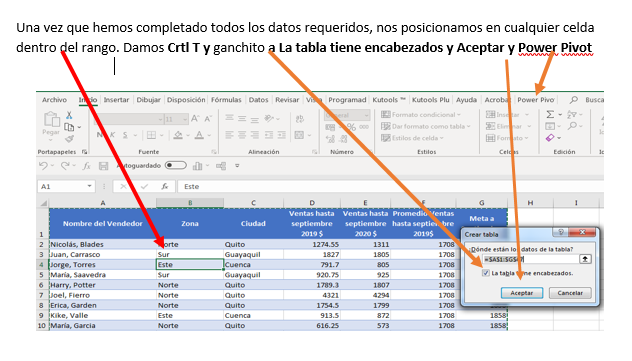 Una vez que hemos completado todos los datos requeridos, nos posicionamos en cualquier celda
dentro del rango. Damos Crtl T y ganchito a La tabla tiene encabezados y Aceptar y Power Pivot
Archivo Inicio Insertar Dibujar Disposición Fórmulas Datos Revisar Vista Programad Kutools ™ Kutools Plu Ayuda Acrobat Power Pivo Busca
Pegar N K S 11 A A Formato condicional Insertar
% 000 Dar formato como tabla Eliminar
Estilos de celda Formato
Portapapeles Fuente Alineación Número Estilos Celdas Edición
Autoguardado
A1 fx Este
A B C D E F G H I
1 Nombre del Vendedor Zona Ciudad Ventas hasta septiembre 2019 $ Ventas hasta septiembre 2020 $ Promedio Ventas hasta septiembre 2019$ Meta a
2 Nicolás, Blades Norte Quito 1274.55 1311 1708
3 Juan, Carrasco Sur Guayaquil 1827 1805 1708
4 Jorge, Torres Este Cuenca 791.7 805 1708
5 María, Saavedra Sur Guayaquil 920.75 925 1708
6 Harry, Potter Norte Quito 1789.3 1807 1708
7 Joel, Fierro Norte Quito 4321 4294 1708
8 Erica, Garden Norte Quito 1754.5 1799 1708
9 Kike, Valle Este Cuenca 913.5 872 1708 1858
10 María, Garcia Norte Quito 616.25 573 1708 1858
Crear tabla
¿Dónde están los datos de la tabla?
La tabla tiene encabezados.
Aceptar Cancelar